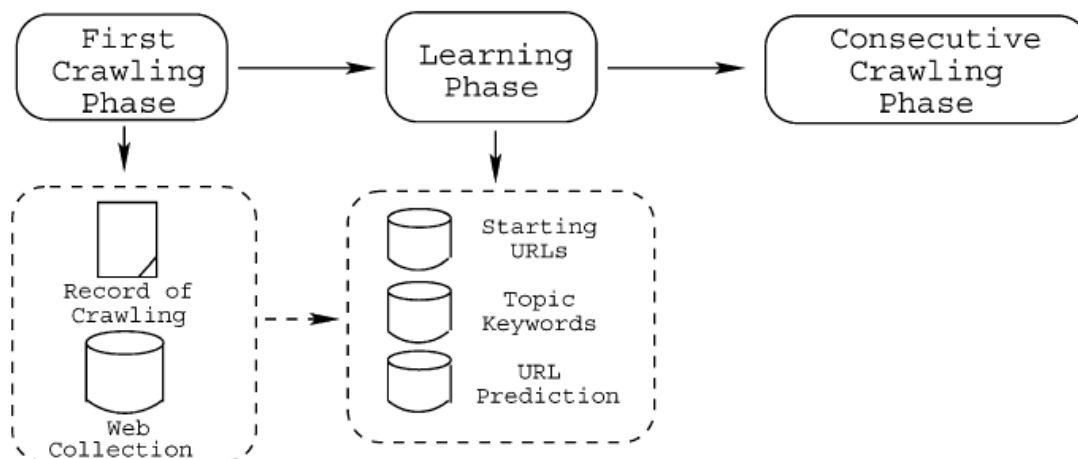 First
Crawling
Phase
Learning
Phase
Consecutive
Crawling
Phase
Record of
Crawling
Web
Collection
Starting
URLs
Topic
Keywords
URL
Prediction